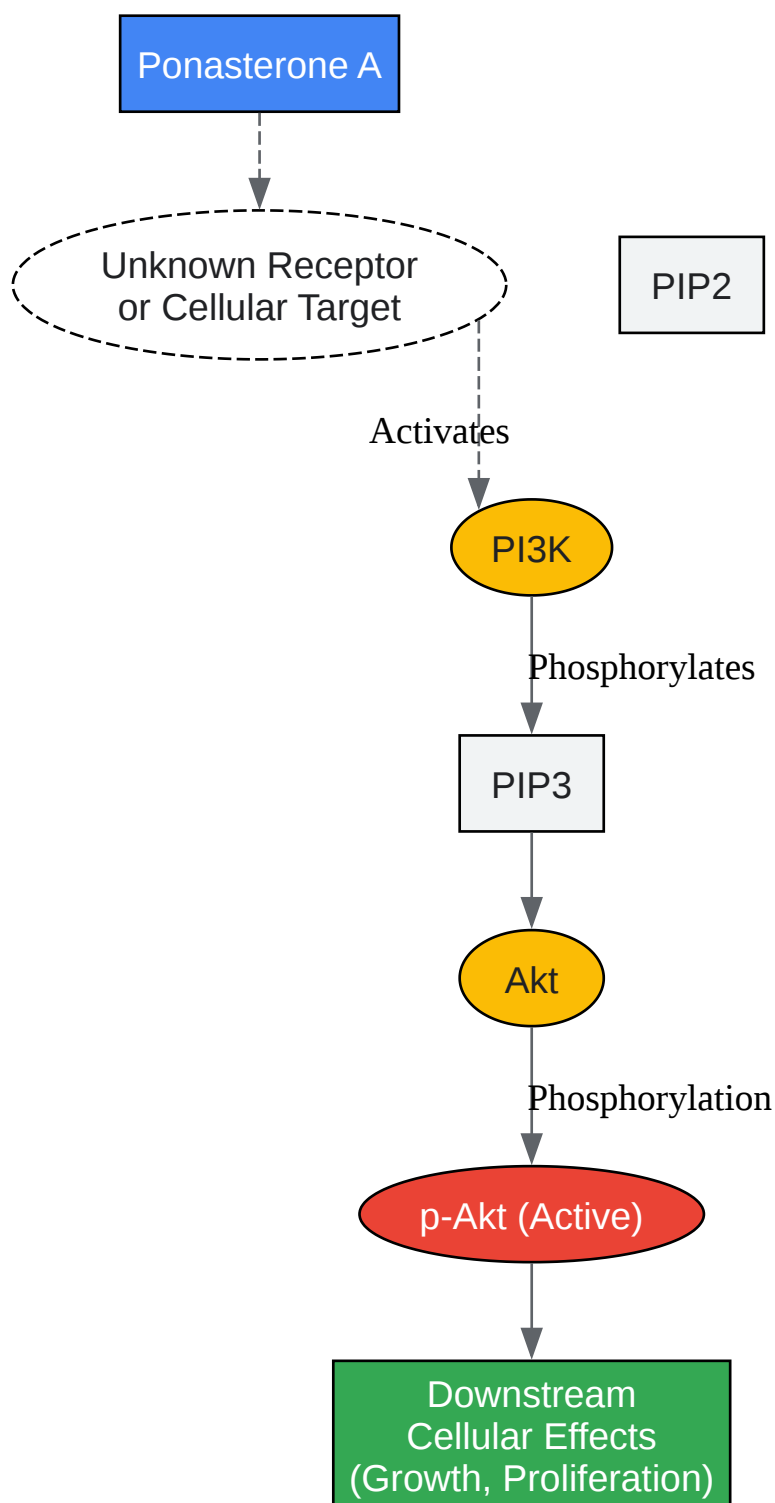 Ponasterone A
Unknown Receptor
or Cellular Target
PIP2
Activates
PI3K
Phosphorylates
PIP3
Akt
Phosphorylation
p-Akt (Active)
Downstream
Cellular Effects
(Growth, Proliferation)